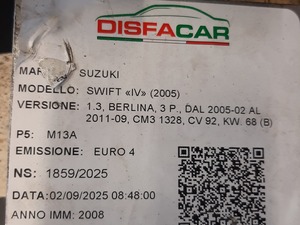 DISFACAR
MAR SUZUKI
MODELLO: SWIFT «IV» (2005)
VERSIONE: 1.3, BERLINA, 3 P., DAL 2005-02 AL
2011-09, CM3 1328, CV 92, KW. 68 (B)
P5: M13A
EMISSIONE: EURO 4
NS: 1859/2025
DATA: 02/09/2025 08:48:00
ANNO IMM: 2008